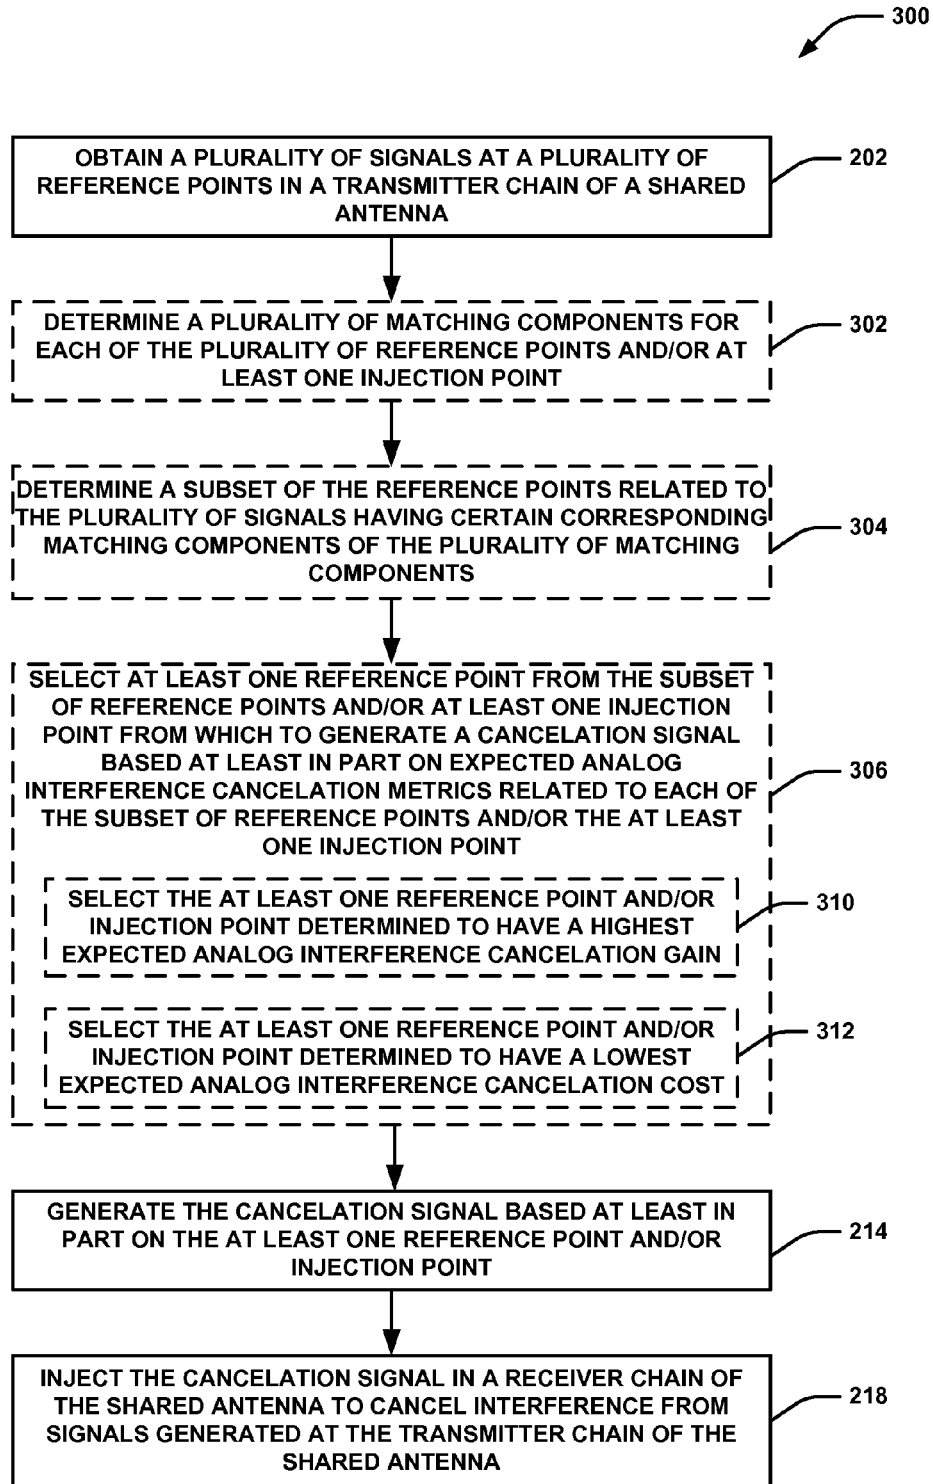 300
OBTAIN A PLURALITY OF SIGNALS AT A PLURALITY OF
REFERENCE POINTS IN A TRANSMITTER CHAIN OF A SHARED
ANTENNA
202
DETERMINE A PLURALITY OF MATCHING COMPONENTS FOR
EACH OF THE PLURALITY OF REFERENCE POINTS AND/OR AT
LEAST ONE INJECTION POINT
302
DETERMINE A SUBSET OF THE REFERENCE POINTS RELATED TO
THE PLURALITY OF SIGNALS HAVING CERTAIN CORRESPONDING
MATCHING COMPONENTS OF THE PLURALITY OF MATCHING
COMPONENTS
304
SELECT AT LEAST ONE REFERENCE POINT FROM THE SUBSET
OF REFERENCE POINTS AND/OR AT LEAST ONE INJECTION
POINT FROM WHICH TO GENERATE A CANCELATION SIGNAL
BASED AT LEAST IN PART ON EXPECTED ANALOG
INTERFERENCE CANCELATION METRICS RELATED TO EACH OF
THE SUBSET OF REFERENCE POINTS AND/OR THE AT LEAST
ONE INJECTION POINT
306
SELECT THE AT LEAST ONE REFERENCE POINT AND/OR
INJECTION POINT DETERMINED TO HAVE A HIGHEST
EXPECTED ANALOG INTERFERENCE CANCELATION GAIN
310
SELECT THE AT LEAST ONE REFERENCE POINT AND/OR
INJECTION POINT DETERMINED TO HAVE A LOWEST
EXPECTED ANALOG INTERFERENCE CANCELATION COST
312
GENERATE THE CANCELATION SIGNAL BASED AT LEAST IN
PART ON THE AT LEAST ONE REFERENCE POINT AND/OR
INJECTION POINT
214
INJECT THE CANCELATION SIGNAL IN A RECEIVER CHAIN OF
THE SHARED ANTENNA TO CANCEL INTERFERENCE FROM
SIGNALS GENERATED AT THE TRANSMITTER CHAIN OF THE
SHARED ANTENNA
218